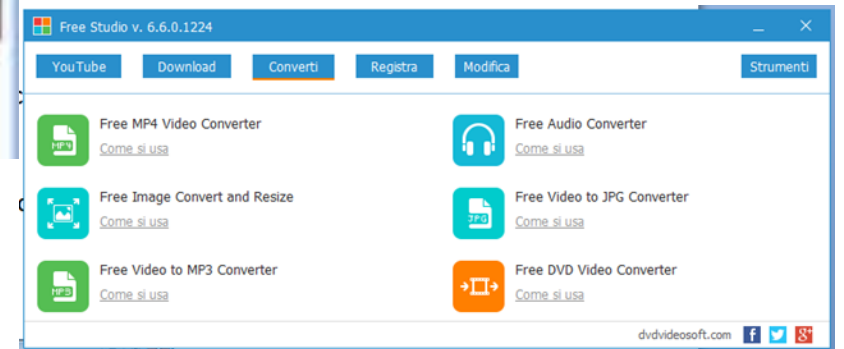 Free Studio v. 6.6.0.1224
YouTube Download Converti Registra Modifica Strumenti
Free MP4 Video Converter
Come si usa
Free Audio Converter
Come si usa
Free Image Convert and Resize
Come si usa
Free Video to JPG Converter
Come si usa
Free Video to MP3 Converter
Come si usa
Free DVD Video Converter
Come si usa
MP4
JPG
MP3
dvdvideosoft.com